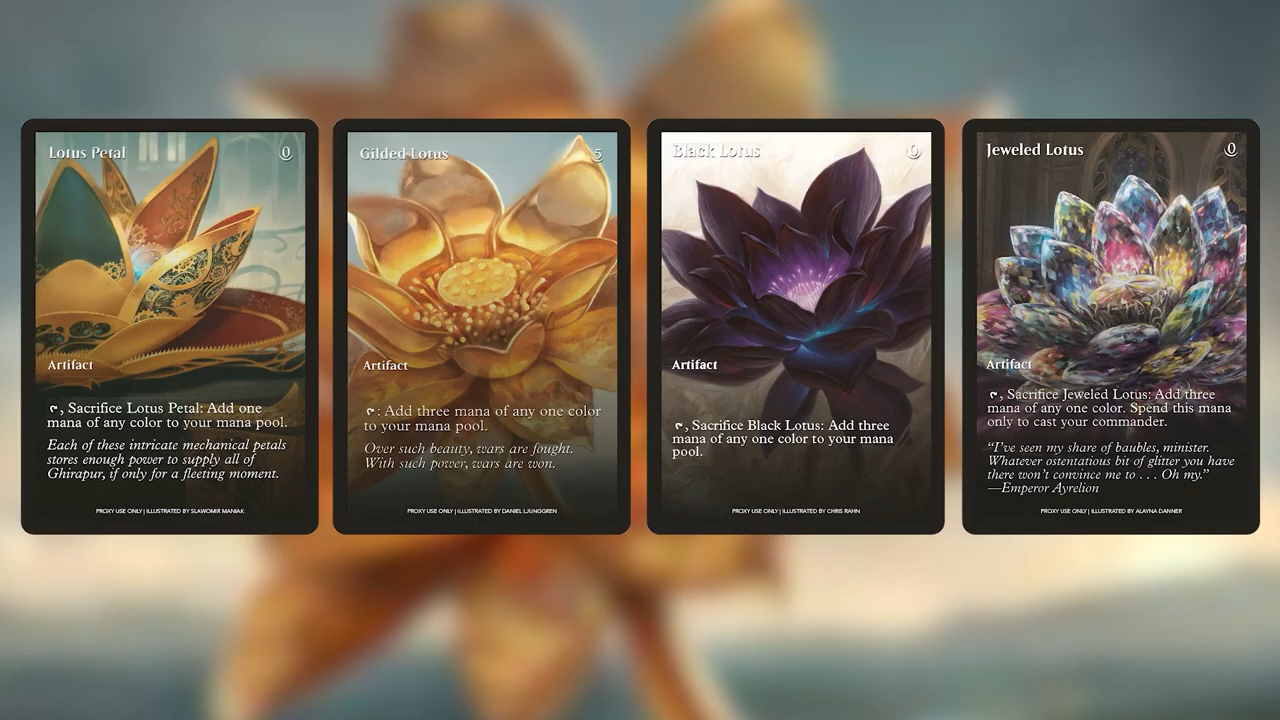 Lotus Petal 0
Artifact
, Sacrifice Lotus Petal: Add one
mana of any color to your mana pool.
Each of these intricate mechanical petals
stores enough power to supply all of
Ghirapur, if only for a fleeting moment.
PROXY USE ONLY | ILLUSTRATED BY SLAWOMIR MANIAK
Gilded Lotus 5
Artifact
: Add three mana of any one color
to your mana pool.
Over such beauty, wars are fought.
With such power, wars are won.
PROXY USE ONLY | ILLUSTRATED BY DANIEL LJUNGGREN
Black Lotus 0
Artifact
, Sacrifice Black Lotus: Add three
mana of any one color to your mana
pool.
PROXY USE ONLY | ILLUSTRATED BY CHRIS RAHN
Jeweled Lotus 0
Artifact
, Sacrifice Jeweled Lotus: Add three
mana of any one color. Spend this mana
only to cast your commander.
“I’ve seen my share of baubles, minister.
Whatever ostentatious bit of glitter you have
there won’t convince me to . . . Oh my.”
—Emperor Ayrelion
PROXY USE ONLY | ILLUSTRATED BY ALAYNA DANNER